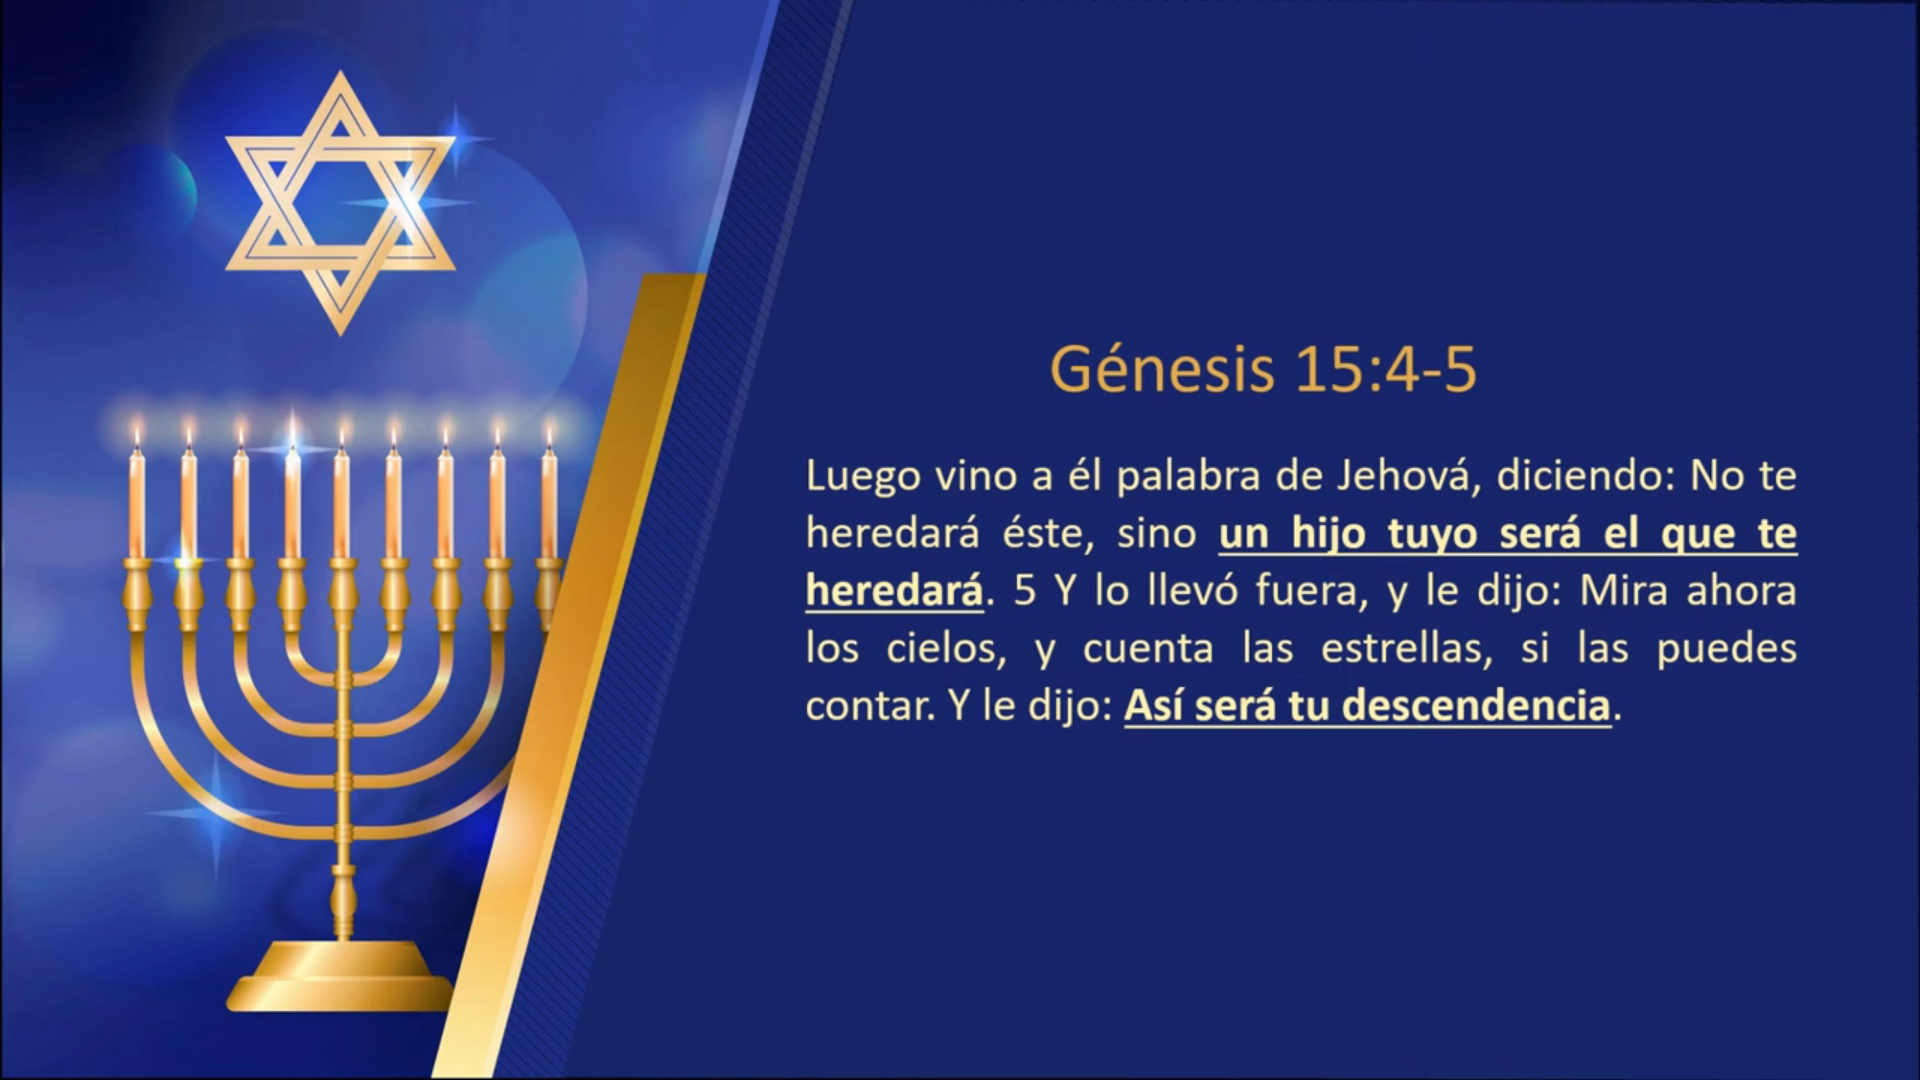 Génesis 15:4-5
Luego vino a él palabra de Jehová, diciendo: No te
heredará éste, sino un hijo tuyo será el que te
heredará. 5 Y lo llevó fuera, y le dijo: Mira ahora
los cielos, y cuenta las estrellas, si las puedes
contar. Y le dijo: Así será tu descendencia.